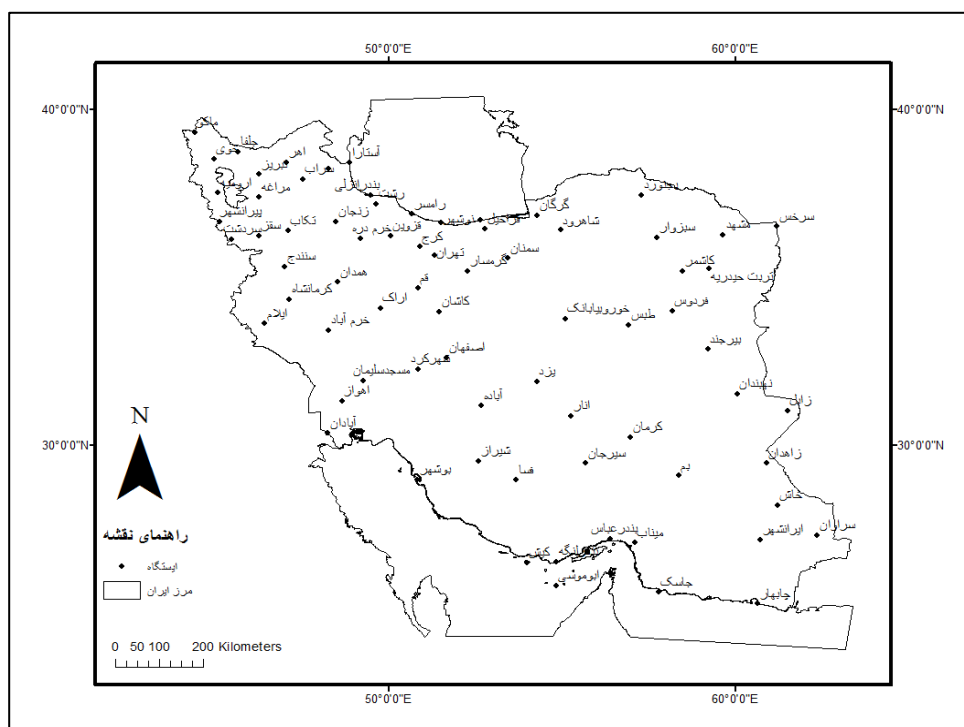 50°0'0"E
60°0'0"E
40°0'0"N
40°0'0"N
ماکو
جلفا
خوی
اهر
آستارا
تبریز
سراب
ارومیه
مراغه
بندرانزلی
رشت
بجنورد
پیرانشهر
رامسر
گرگان
زنجان
نوشهر
قراخیل
شاهرود
سرخس
تکاب
سقز
سردشت
خرم دره
قزوین
کرج
سبزوار
مشهد
تهران
سمنان
سنندج
گرمسار
کاشمر
تربت حیدریه
همدان
قم
کرمانشاه
اراک
کاشان
خوروبیابانک
فردوس
ایلام
خرم آباد
طبس
بیرجند
اصفهان
شهرکرد
مسجدسلیمان
یزد
نهبندان
اهواز
آباده
انار
زابل
آبادان
کرمان
30°0'0"N
30°0'0"N
شیراز
سیرجان
زاهدان
بوشهر
فسا
بم
خاش
N
بندرعباس
میناب
ایرانشهر
سراران
راهنمای نقشه
کیش
ایستگاه
ابوموسی
جاسک
چابهار
مرز ایران
0 50 100 200 Kilometers
50°0'0"E
60°0'0"E